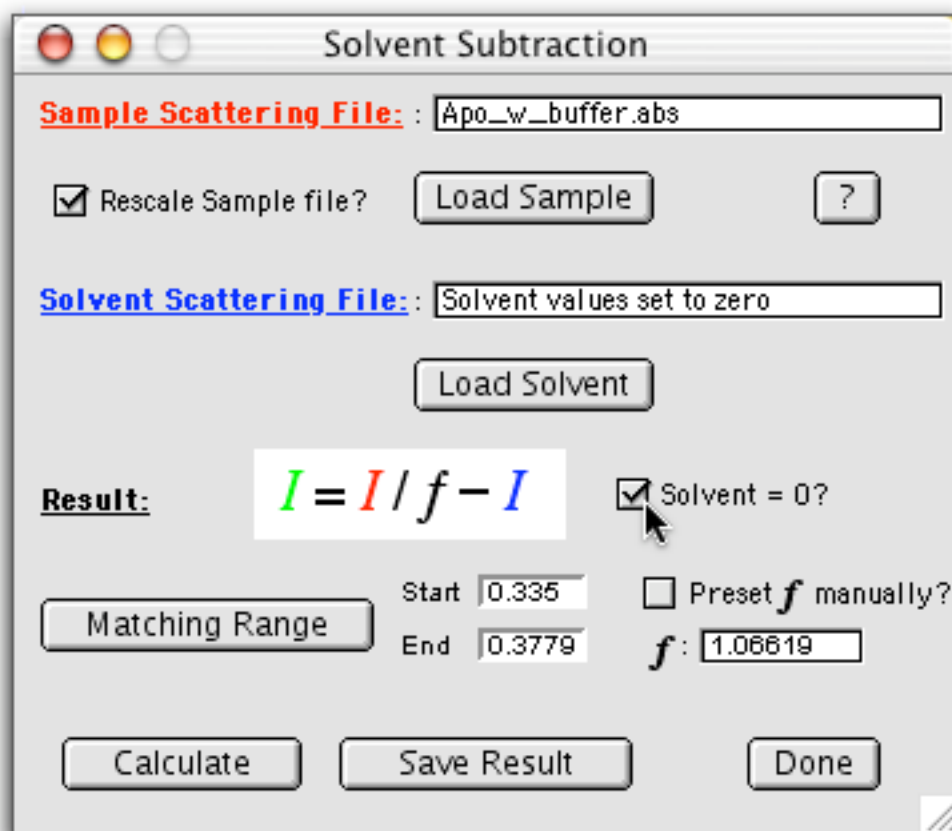 Solvent Subtraction
Sample Scattering File: : Apo_w_buffer.abs
Rescale Sample file? Load Sample ?
Solvent Scattering File: : Solvent values set to zero
Load Solvent
Result: I = I / f − I Solvent = 0?
Start 0.335 Preset f manually?
Matching Range
End 0.3779 f : 1.06619
Calculate Save Result Done